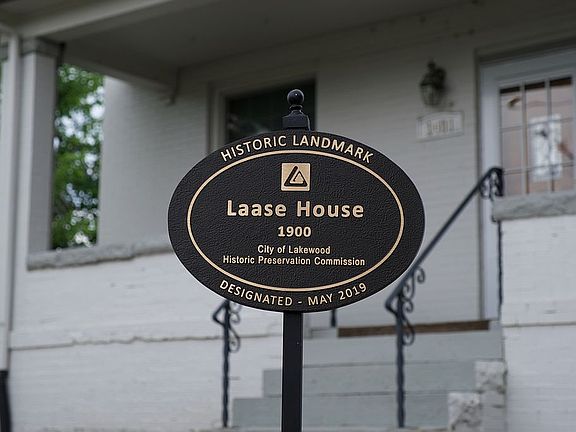 HISTORIC LANDMARK
Laase House
1900
City of Lakewood
Historic Preservation Commission
DESIGNATED - MAY 2019